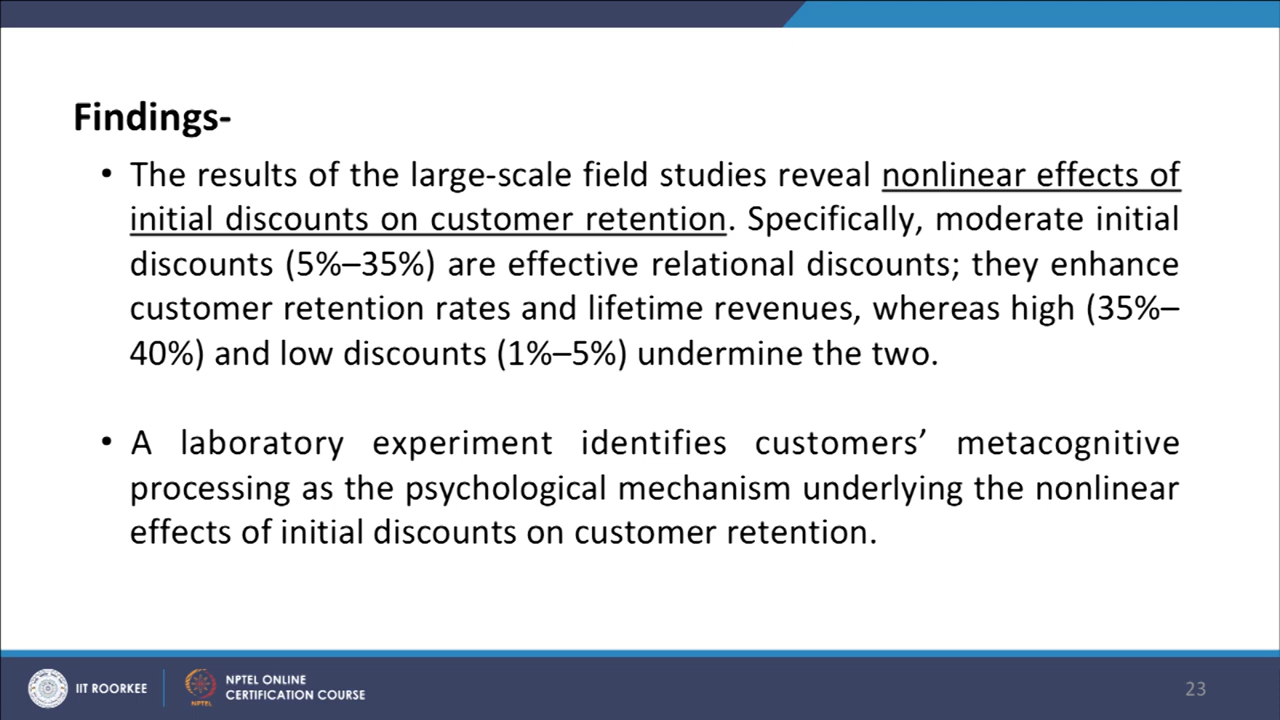 Findings-
• The results of the large-scale field studies reveal nonlinear effects of
initial discounts on customer retention. Specifically, moderate initial
discounts (5%–35%) are effective relational discounts; they enhance
customer retention rates and lifetime revenues, whereas high (35%–
40%) and low discounts (1%–5%) undermine the two.
• A laboratory experiment identifies customers’ metacognitive
processing as the psychological mechanism underlying the nonlinear
effects of initial discounts on customer retention.
IIT ROORKEE
NPTEL
NPTEL ONLINE
CERTIFICATION COURSE
23